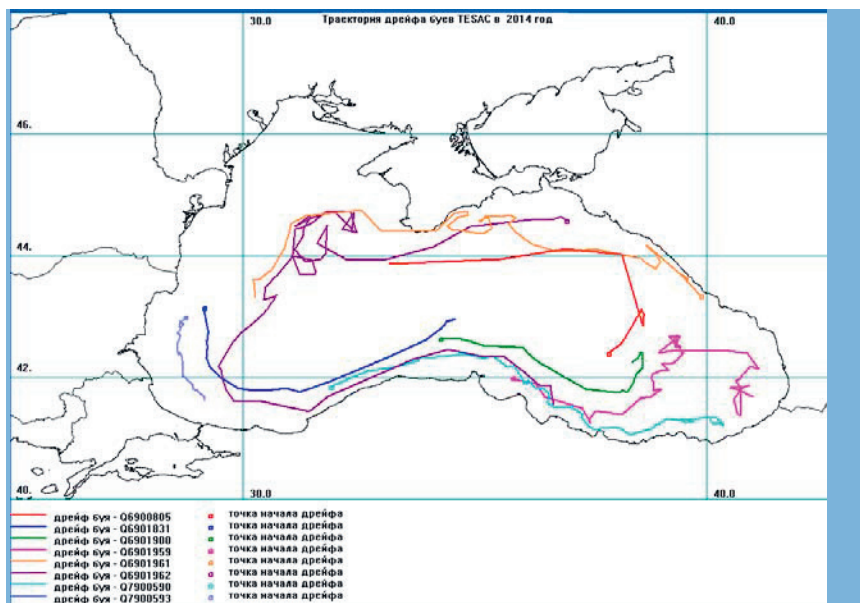 30.0 Траектория дрейфа буев TESAC в 2014 год 40.0
46.
44.
42.
40. 30.0 40.0
дрейф буя - Q6900805 точка начала дрейфа
дрейф буя - Q6901031 точка начала дрейфа
дрейф буя - Q6901900 точка начала дрейфа
дрейф буя - Q6901959 точка начала дрейфа
дрейф буя - Q6901961 точка начала дрейфа
дрейф буя - Q6901962 точка начала дрейфа
дрейф буя - Q7900590 точка начала дрейфа
дрейф буя - Q7900593 точка начала дрейфа